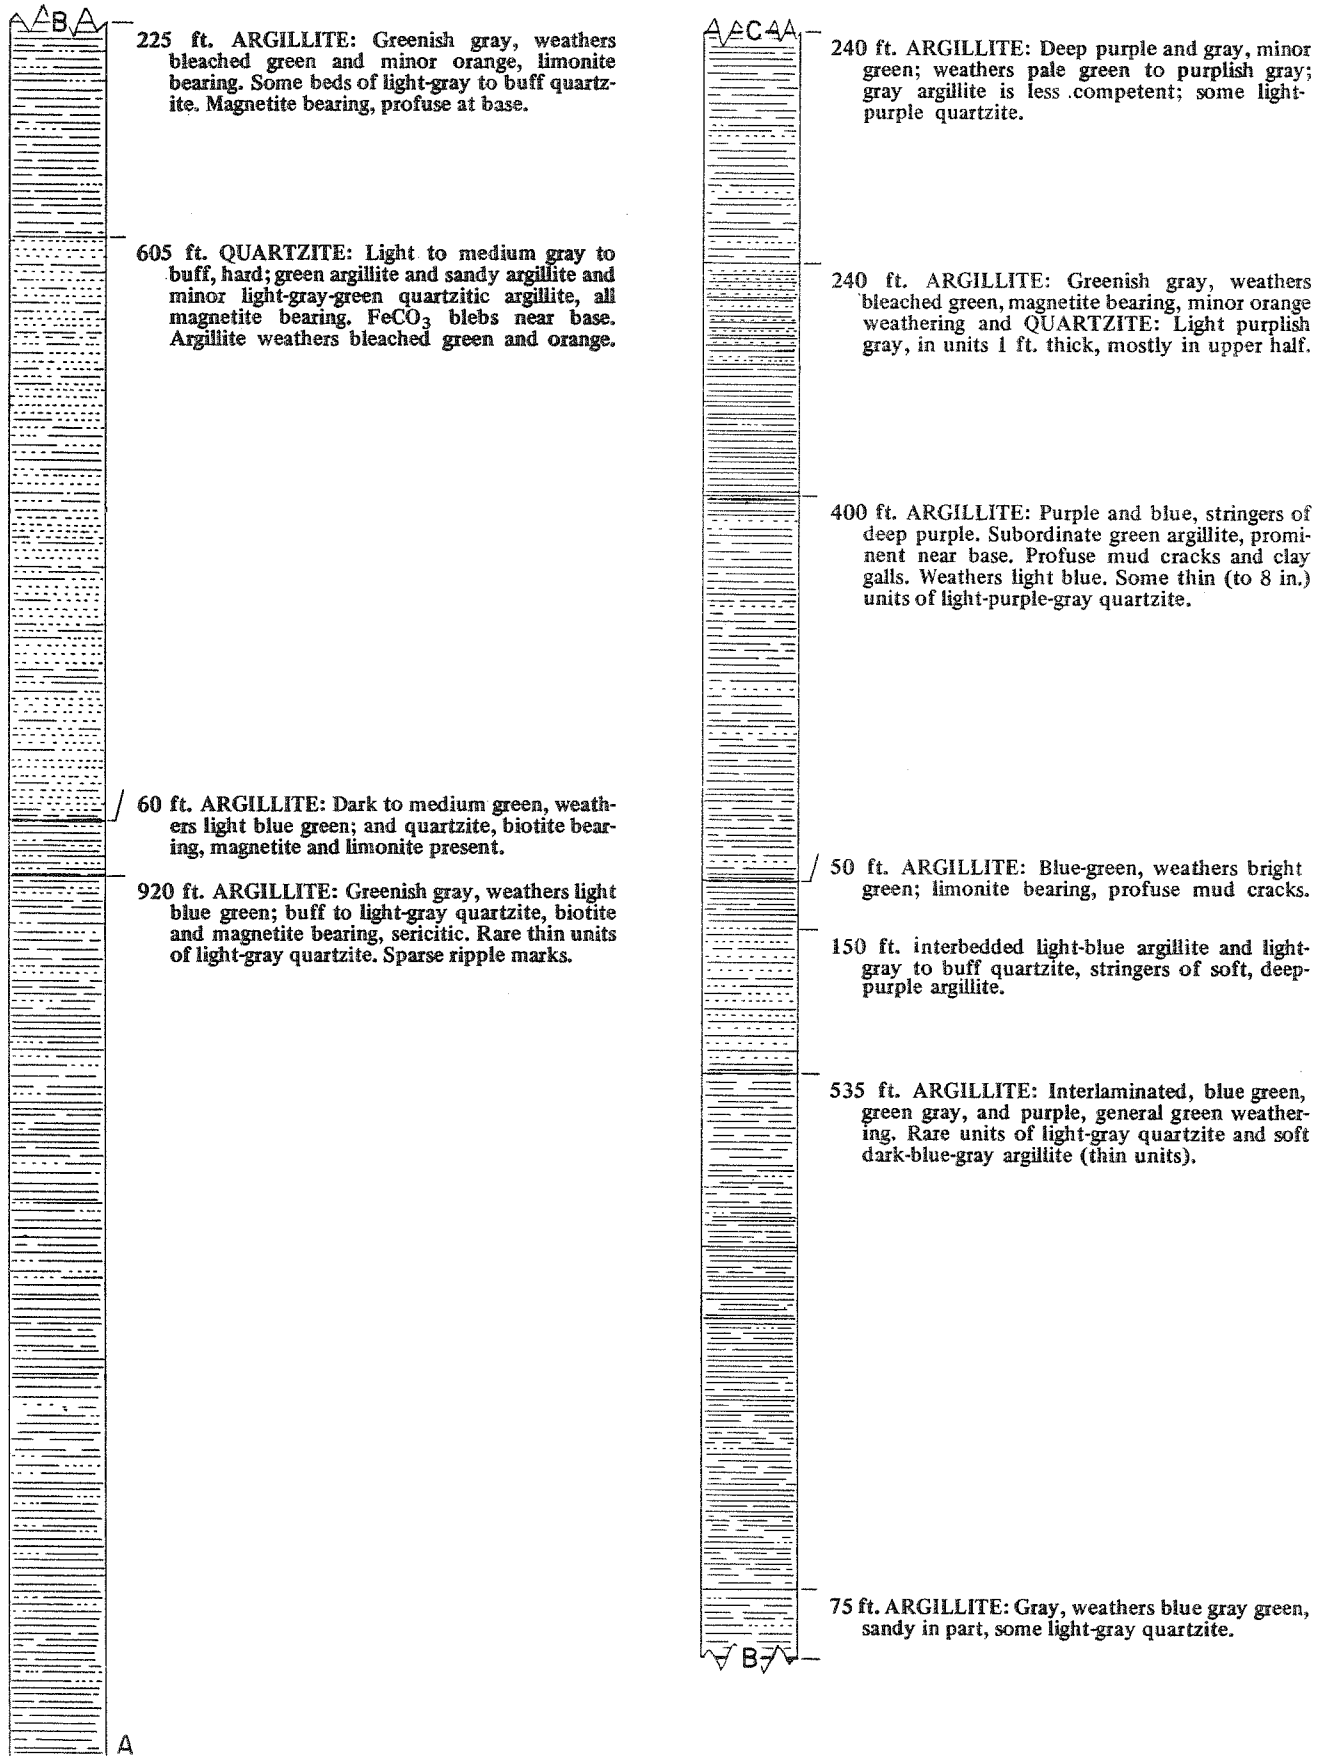 B
225 ft. ARGILLITE: Greenish gray, weathers
bleached green and minor orange, limonite
bearing. Some beds of light-gray to buff quartz-
ite. Magnetite bearing, profuse at base.
605 ft. QUARTZITE: Light to medium gray to
buff, hard; green argillite and sandy argillite and
minor light-gray-green quartzitic argillite, all
magnetite bearing. FeCO3 blebs near base.
Argillite weathers bleached green and orange.
60 ft. ARGILLITE: Dark to medium green, weath-
ers light blue green; and quartzite, biotite bear-
ing, magnetite and limonite present.
920 ft. ARGILLITE: Greenish gray, weathers light
blue green; buff to light-gray quartzite, biotite
and magnetite bearing, sericitic. Rare thin units
of light-gray quartzite. Sparse ripple marks.
A
C
240 ft. ARGILLITE: Deep purple and gray, minor
green; weathers pale green to purplish gray;
gray argillite is less .competent; some light-
purple quartzite.
240 ft. ARGILLITE: Greenish gray, weathers
bleached green, magnetite bearing, minor orange
weathering and QUARTZITE: Light purplish
gray, in units 1 ft. thick, mostly in upper half.
400 ft. ARGILLITE: Purple and blue, stringers of
deep purple. Subordinate green argillite, promi-
nent near base. Profuse mud cracks and clay
galls. Weathers light blue. Some thin (to 8 in.)
units of light-purple-gray quartzite.
50 ft. ARGILLITE: Blue-green, weathers bright
green; limonite bearing, profuse mud cracks.
150 ft. interbedded light-blue argillite and light-
gray to buff quartzite, stringers of soft, deep-
purple argillite.
535 ft. ARGILLITE: Interlaminated, blue green,
green gray, and purple, general green weather-
ing. Rare units of light-gray quartzite and soft
dark-blue-gray argillite (thin units).
75 ft. ARGILLITE: Gray, weathers blue gray green,
sandy in part, some light-gray quartzite.
B